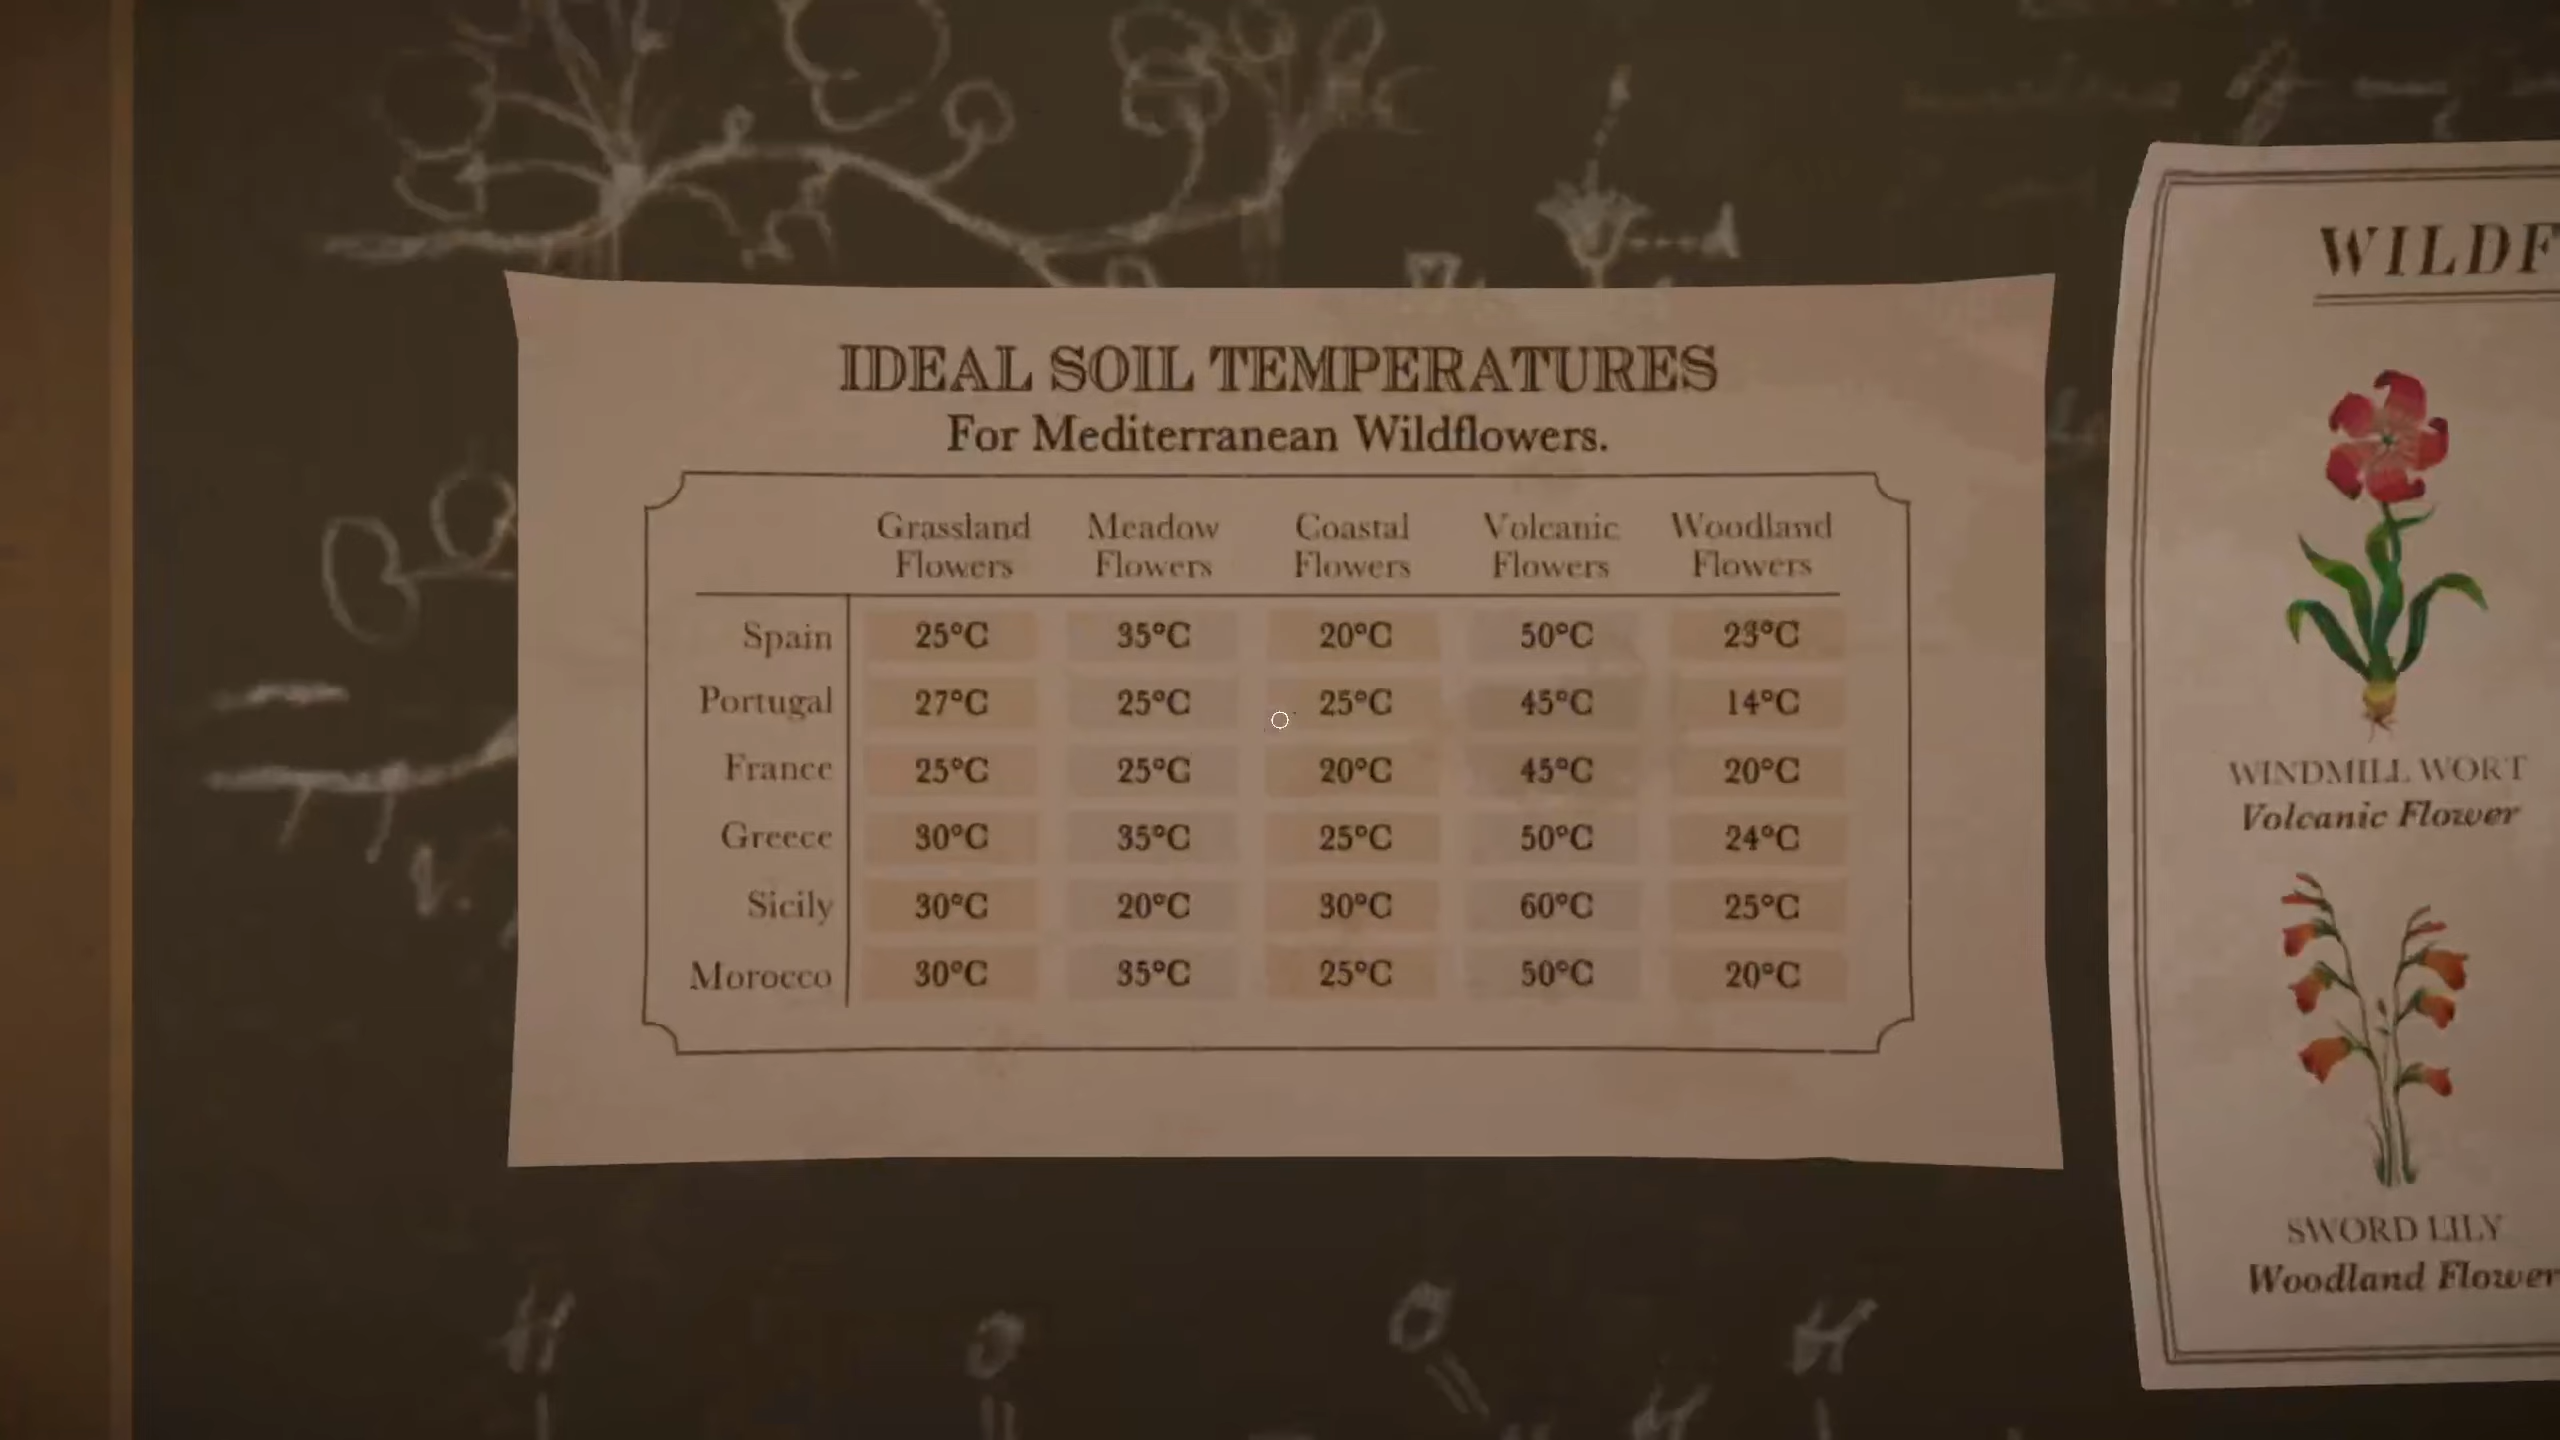 IDEAL SOIL TEMPERATURES
For Mediterranean Wildflowers.
Grassland Flowers Meadow Flowers Coastal Flowers Volcanic Flowers Woodland Flowers
Spain 25°C 35°C 20°C 50°C 23°C
Portugal 27°C 25°C 25°C 45°C 14°C
France 25°C 25°C 20°C 45°C 20°C
Greece 30°C 35°C 25°C 50°C 24°C
Sicily 30°C 20°C 30°C 60°C 25°C
Morocco 30°C 35°C 25°C 50°C 20°C
WILDF
WINDMILL WORT
Volcanic Flower
SWORD LILY
Woodland Flower